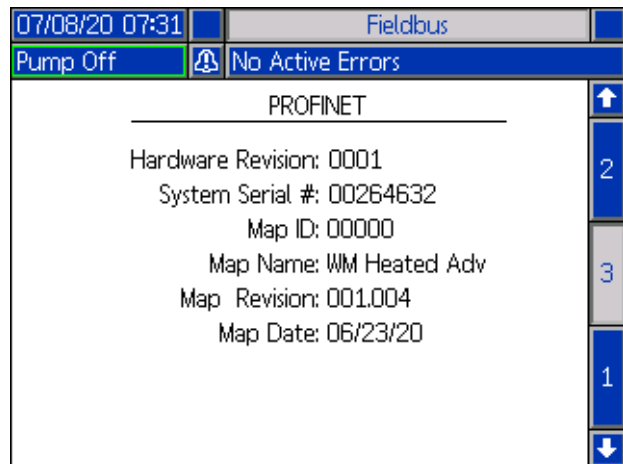 07/08/20 07:31 Fieldbus
Pump Off No Active Errors
PROFINET
Hardware Revision: 0001
System Serial #: 00264632
Map ID: 00000
Map Name: WM Heated Adv
Map Revision: 001.004
Map Date: 06/23/20
2
3
1